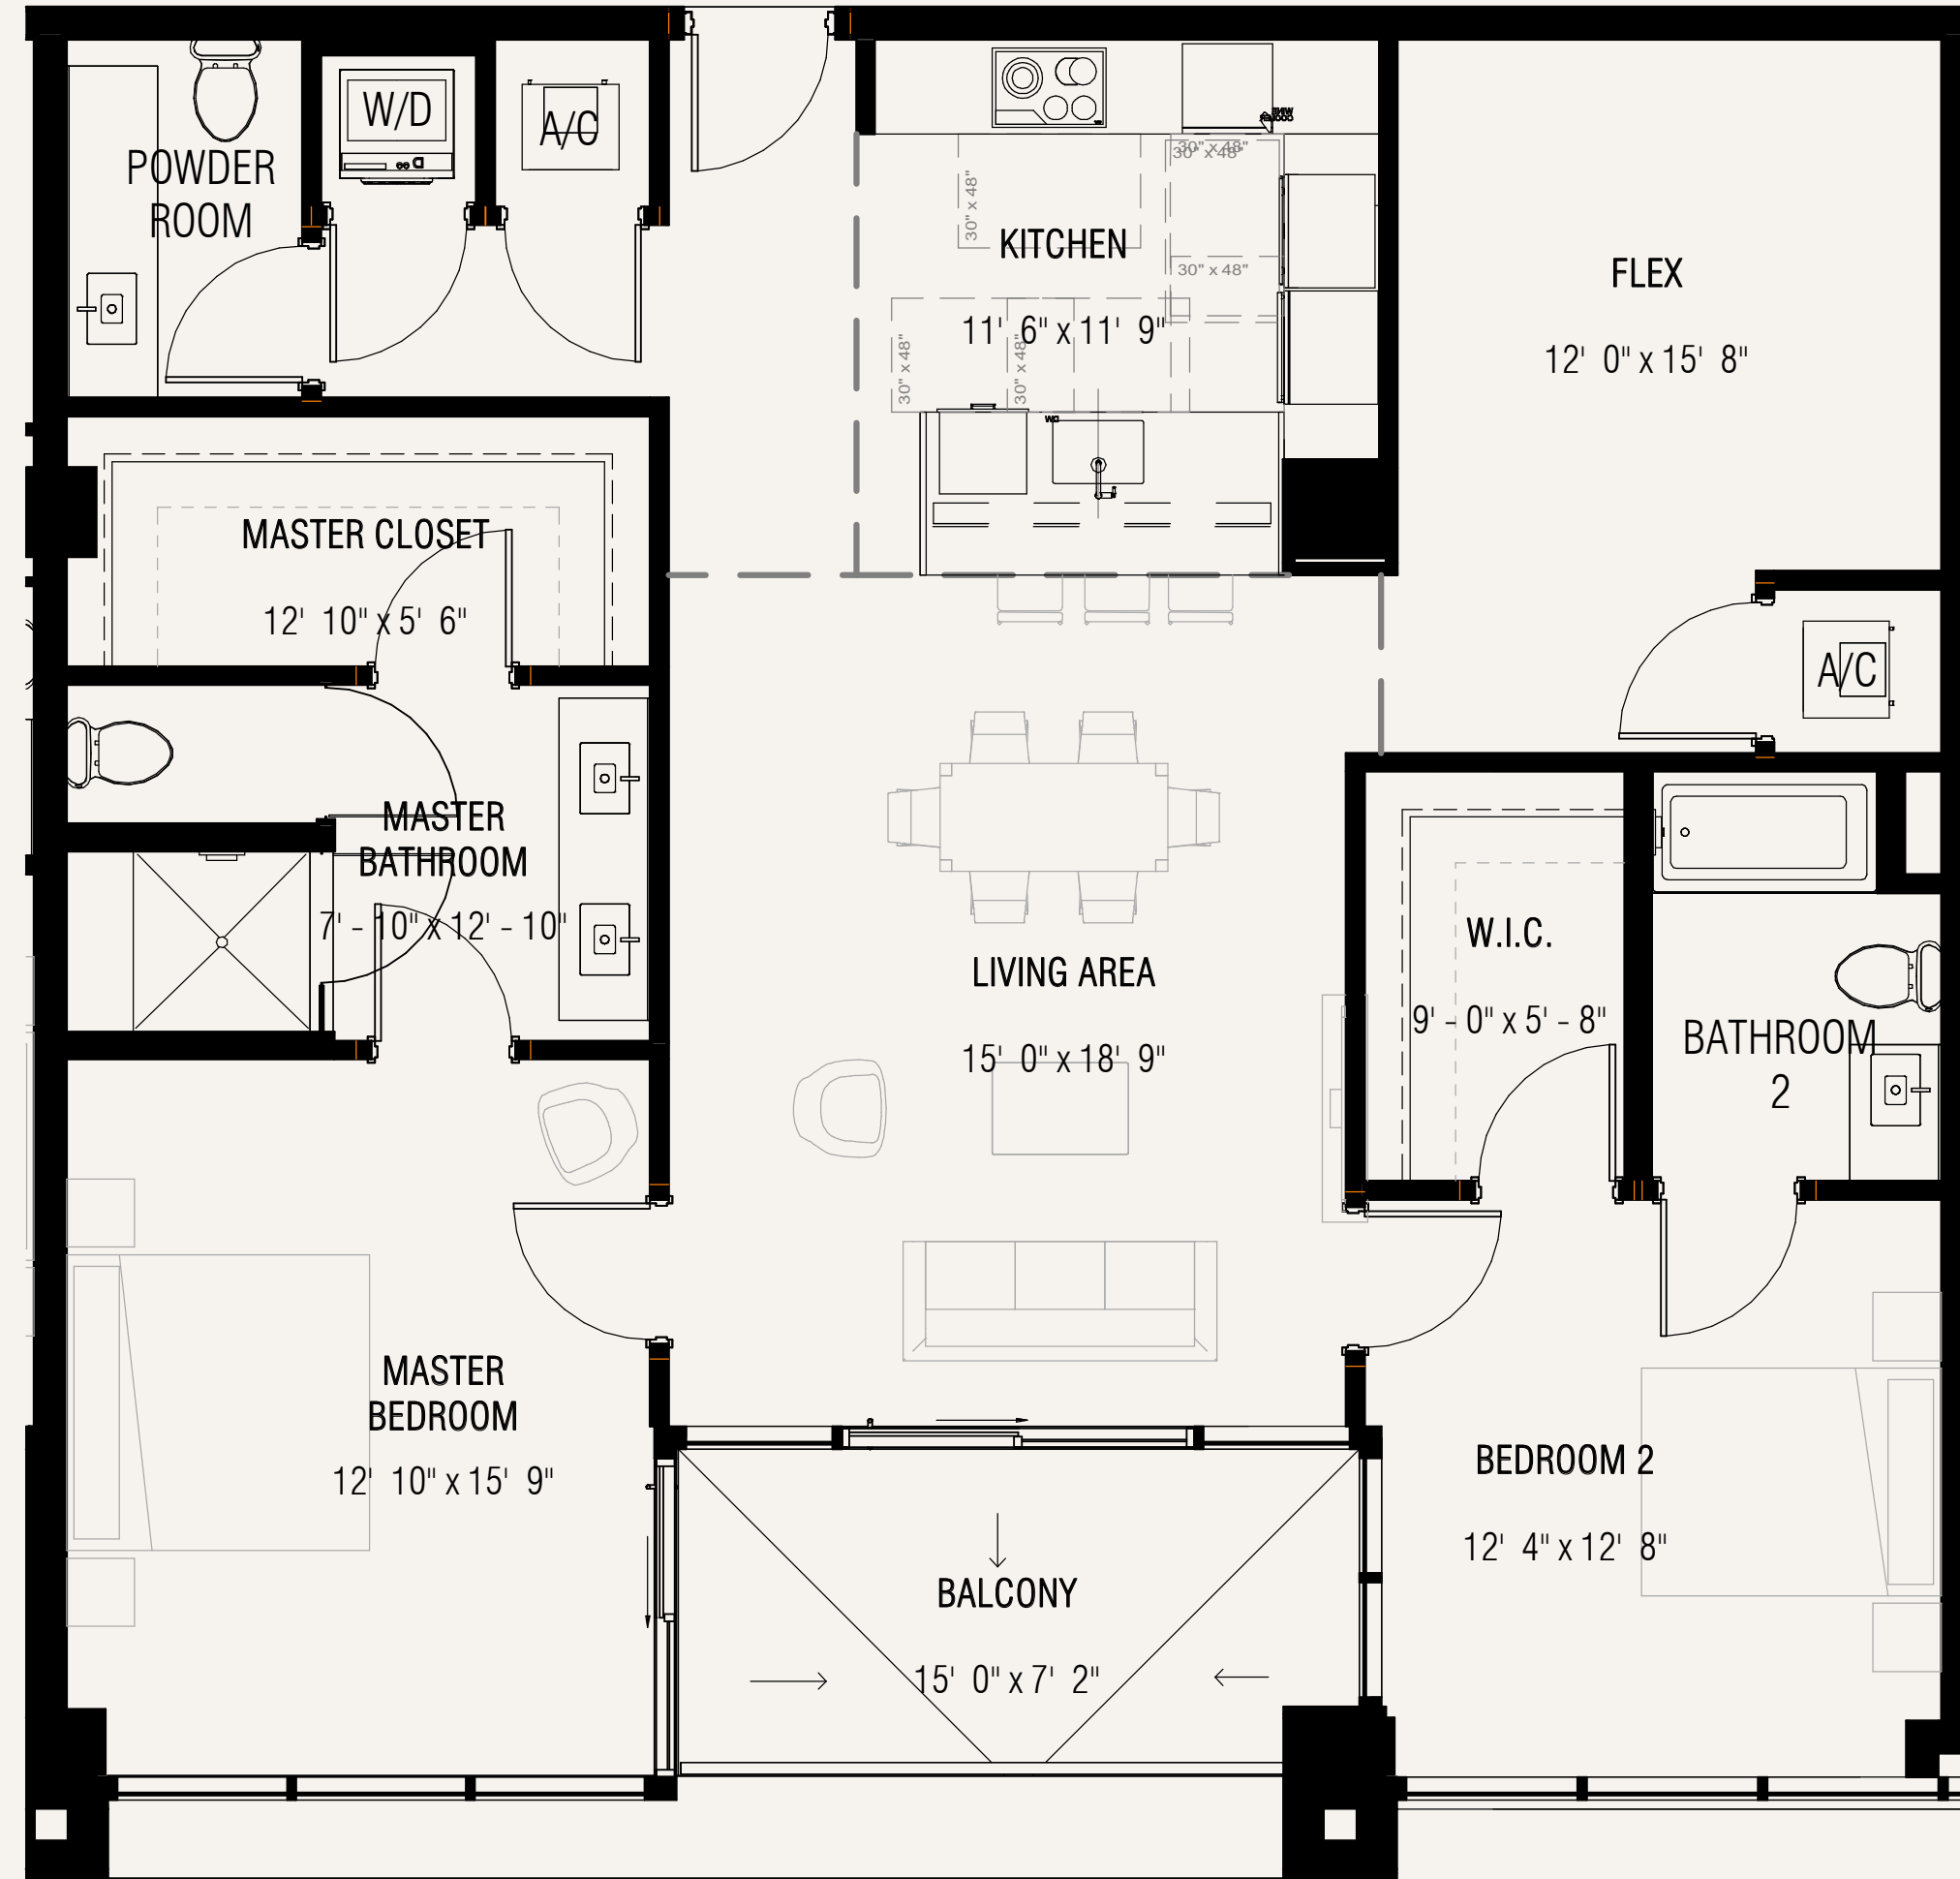 W/D
A/C
POWDER
ROOM
30" x 48"
30" x 48"
30" x 48"
30" x 48"
KITCHEN
11' 6" x 11' 9"
30" x 48"
30" x 48"
DW
FLEX
12' 0" x 15' 8"
MASTER CLOSET
12' 10" x 5' 6"
A/C
MASTER
BATHROOM
7' - 10" x 12' - 10"
LIVING AREA
15' 0" x 18' 9"
W.I.C.
9' - 0" x 5' - 8"
BATHROOM
2
MASTER
BEDROOM
12' 10" x 15' 9"
BEDROOM 2
12' 4" x 12' 8"
BALCONY
15' 0" x 7' 2"